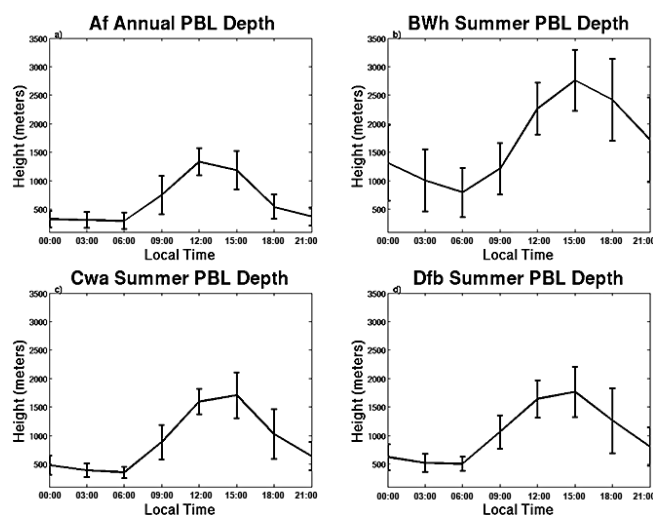 Af Annual PBL Depth
a)
3500
3000
2500
2000
1500
1000
500
Height (meters)
00:00 03:00 06:00 09:00 12:00 15:00 18:00 21:00
Local Time
BWh Summer PBL Depth
b)
3500
3000
2500
2000
1500
1000
500
Height (meters)
00:00 03:00 06:00 09:00 12:00 15:00 18:00 21:00
Local Time
Cwa Summer PBL Depth
c)
3500
3000
2500
2000
1500
1000
500
Height (meters)
00:00 03:00 06:00 09:00 12:00 15:00 18:00 21:00
Local Time
Dfb Summer PBL Depth
d)
3500
3000
2500
2000
1500
1000
500
Height (meters)
00:00 03:00 06:00 09:00 12:00 15:00 18:00 21:00
Local Time